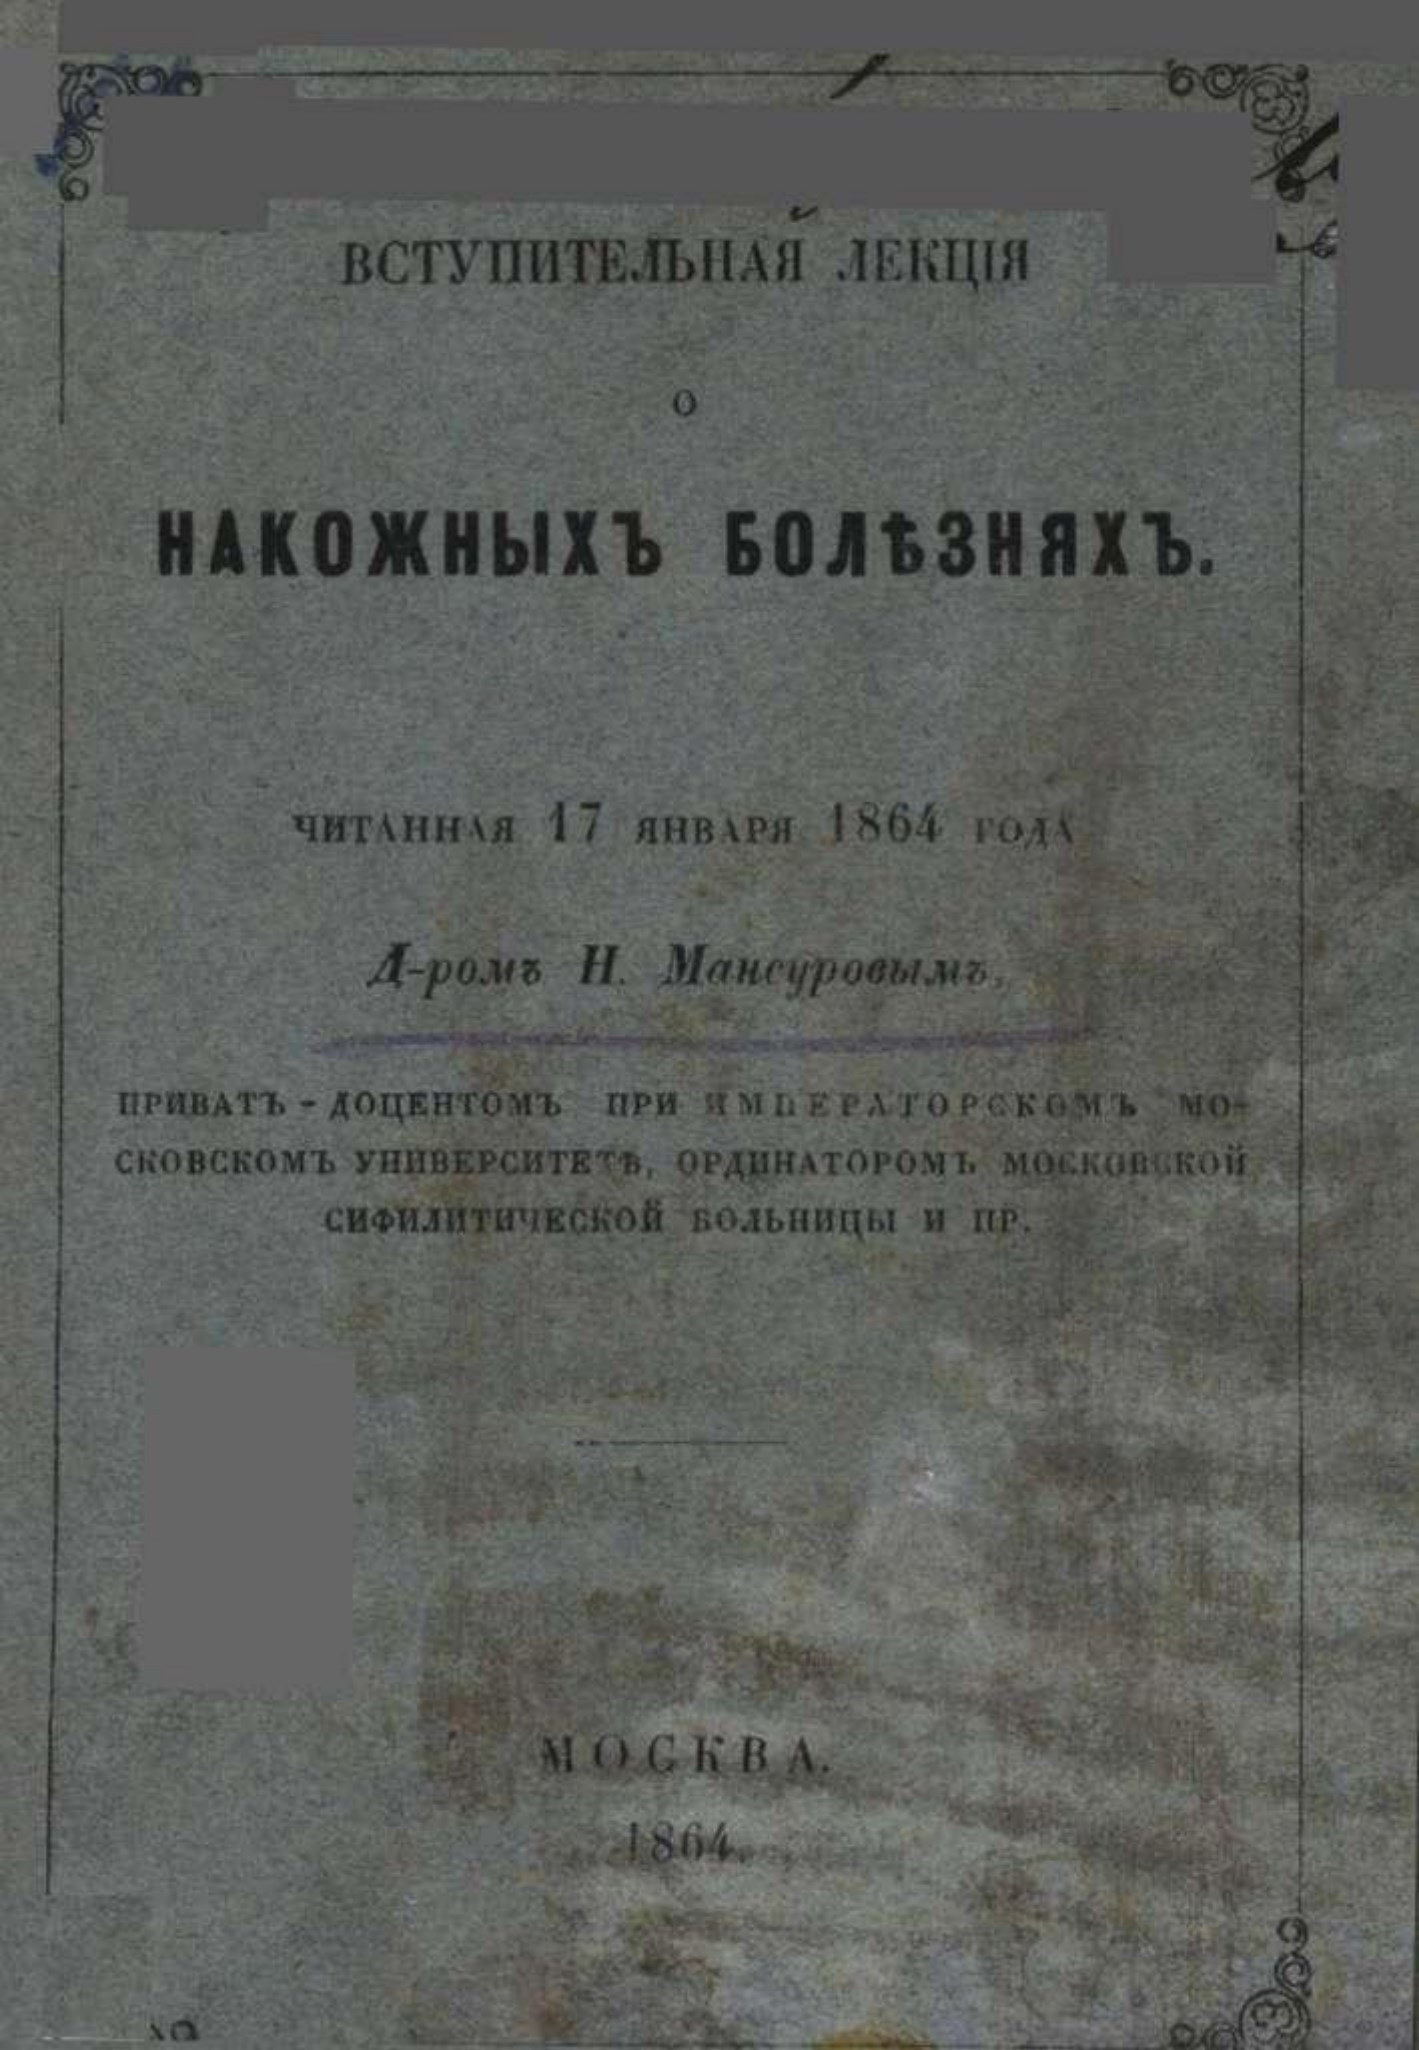 ВСТУПИТЕЛЬНАЯ ЛЕКЦІЯ
О
НАКОЖНЫХЪ БОЛѢЗНЯХЪ.
ЧИТАННАЯ 17 ЯНВАРЯ 1864 ГОДА
Д-ромъ Н. Мансуровымъ,
ПРИВАТЪ-ДОЦЕНТОМЪ ПРИ ИМПЕРАТОРСКОМЪ МО-
СКОВСКОМЪ УНИВЕРСИТЕТѢ, ОРДИНАТОРОМЪ МОСКОВСКОЙ
СИФИЛИТИЧЕСКОЙ БОЛЬНИЦЫ И ПР.
МОСКВА.
1864.